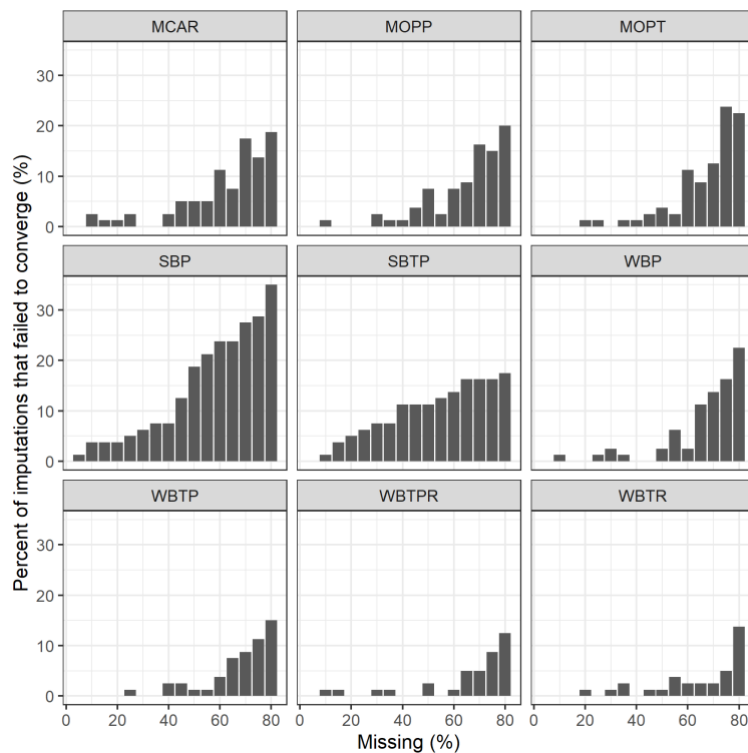 MCAR MOPP MOPT
30
20
10
0
SBP SBTP WBP
30
20
10
0
WBTP WBTPR WBTR
30
20
10
0
0 20 40 60 80 0 20 40 60 80 0 20 40 60 80
Missing (%)
Percent of imputations that failed to converge (%)